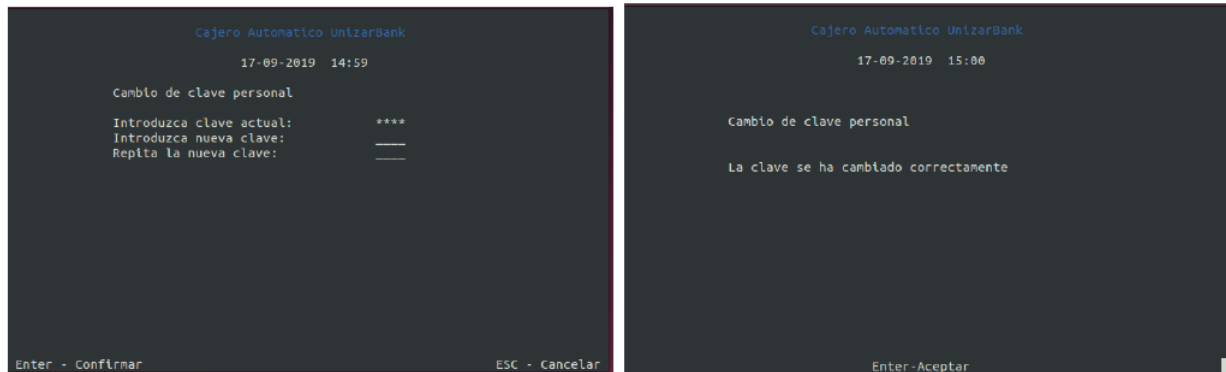 Cajero Automatico UnizarBank
17-09-2019 14:59
Cambio de clave personal
Introduzca clave actual: ****
Introduzca nueva clave: ____
Repita la nueva clave: ____
Enter - Confirmar ESC - Cancelar
Cajero Automatico UnizarBank
17-09-2019 15:00
Cambio de clave personal
La clave se ha cambiado correctamente
Enter-Aceptar